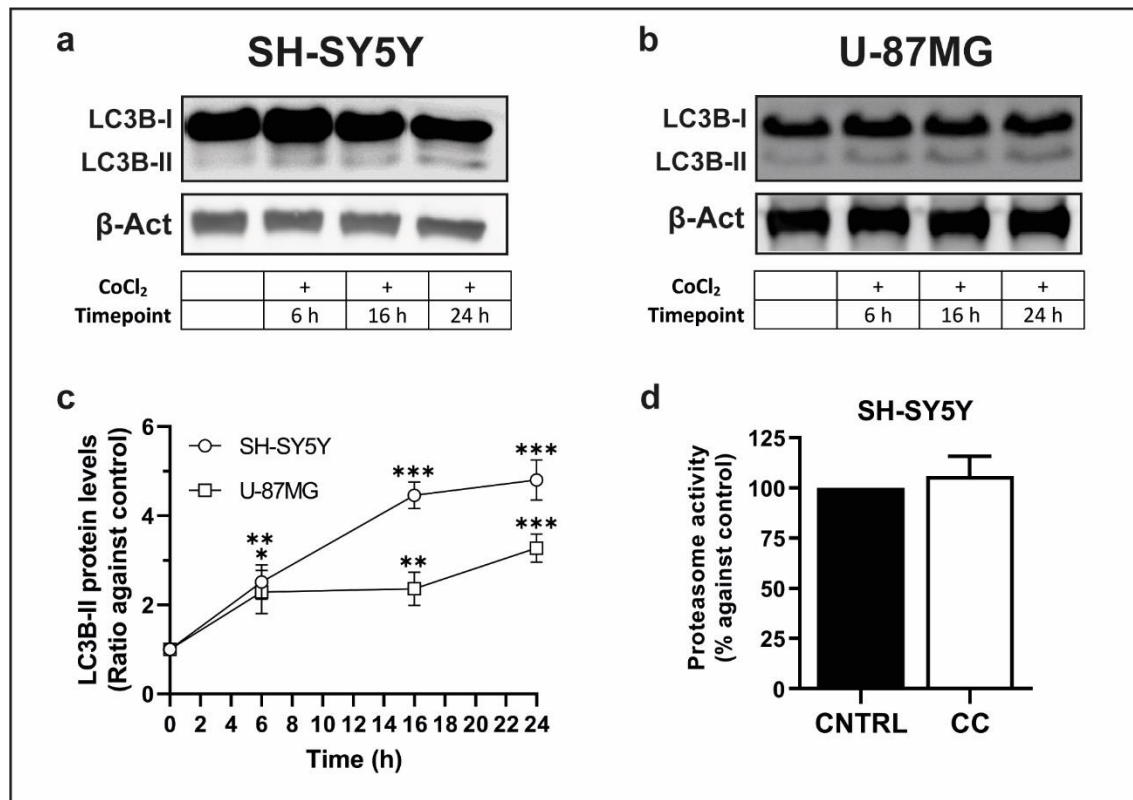 a
SH-SY5Y
LC3B-I
LC3B-II
β-Act
CoCl₂ + + +
Timepoint 6 h 16 h 24 h
b
U-87MG
LC3B-I
LC3B-II
β-Act
CoCl₂ + + +
Timepoint 6 h 16 h 24 h
c
LC3B-II protein levels
(Ratio against control)
6
4
2
0
SH-SY5Y
U-87MG
**
*
***
**
***
***
0 2 4 6 8 10 12 14 16 18 20 22 24
Time (h)
d
SH-SY5Y
Proteasome activity
(% against control)
125
100
75
50
25
0
CNTRL CC